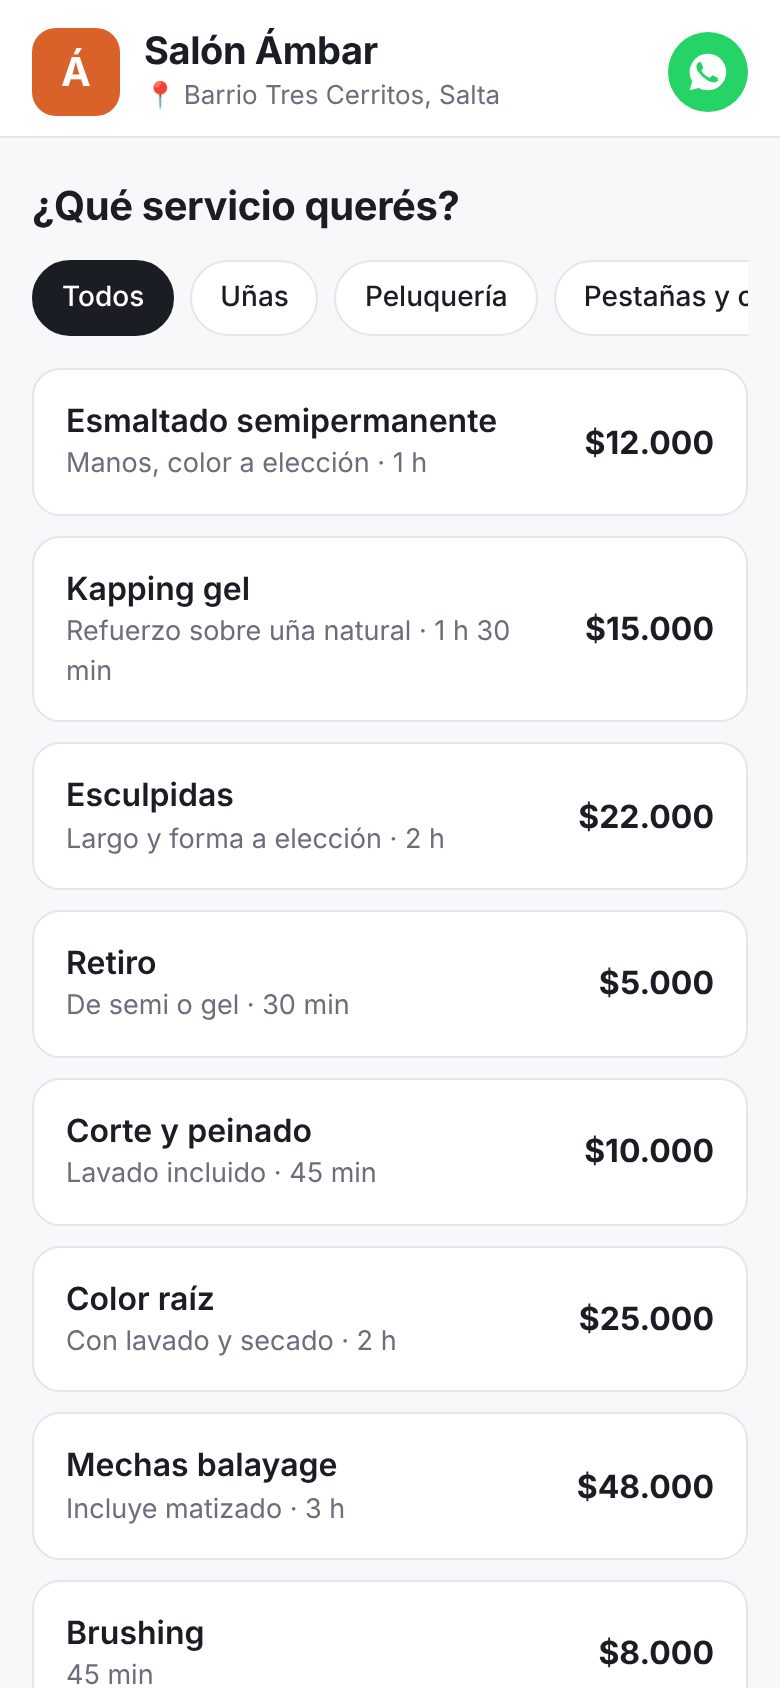 Á
Salón Ámbar
📍 Barrio Tres Cerritos, Salta
¿Qué servicio querés?
Todos
Uñas
Peluquería
Pestañas y
Esmaltado semipermanente
Manos, color a elección · 1 h
$12.000
Kapping gel
Refuerzo sobre uña natural · 1 h 30
min
$15.000
Esculpidas
Largo y forma a elección · 2 h
$22.000
Retiro
De semi o gel · 30 min
$5.000
Corte y peinado
Lavado incluido · 45 min
$10.000
Color raíz
Con lavado y secado · 2 h
$25.000
Mechas balayage
Incluye matizado · 3 h
$48.000
Brushing
45 min
$8.000